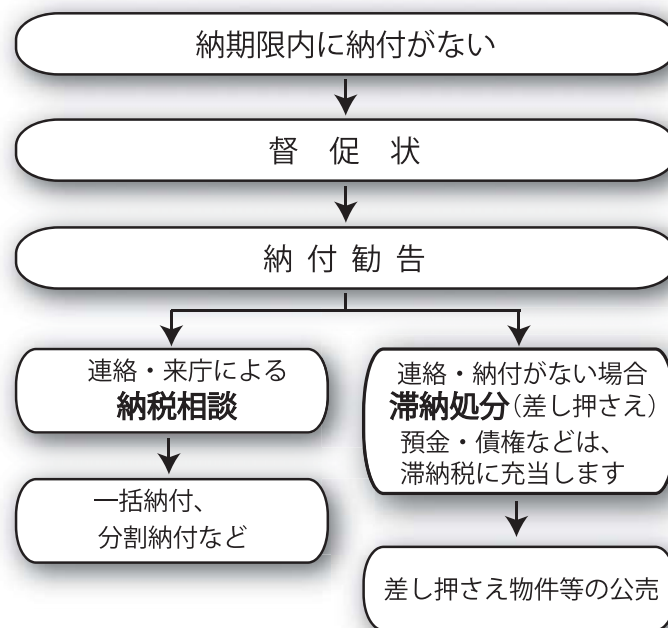 納期限内に納付がない
督　促　状
納 付 勧 告
連絡・来庁による
納税相談
一括納付、
分割納付など
連絡・納付がない場合
滞納処分(差し押さえ)
預金・債権などは、
滞納税に充当します
差し押さえ物件等の公売